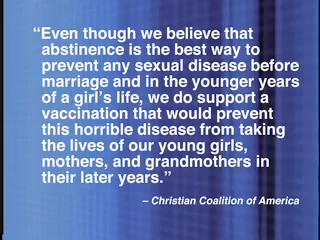 “Even though we believe that
abstinence is the best way to
prevent any sexual disease before
marriage and in the younger years
of a girl’s life, we do support a
vaccination that would prevent
this horrible disease from taking
the lives of our young girls,
mothers, and grandmothers in
their later years.”
– Christian Coalition of America